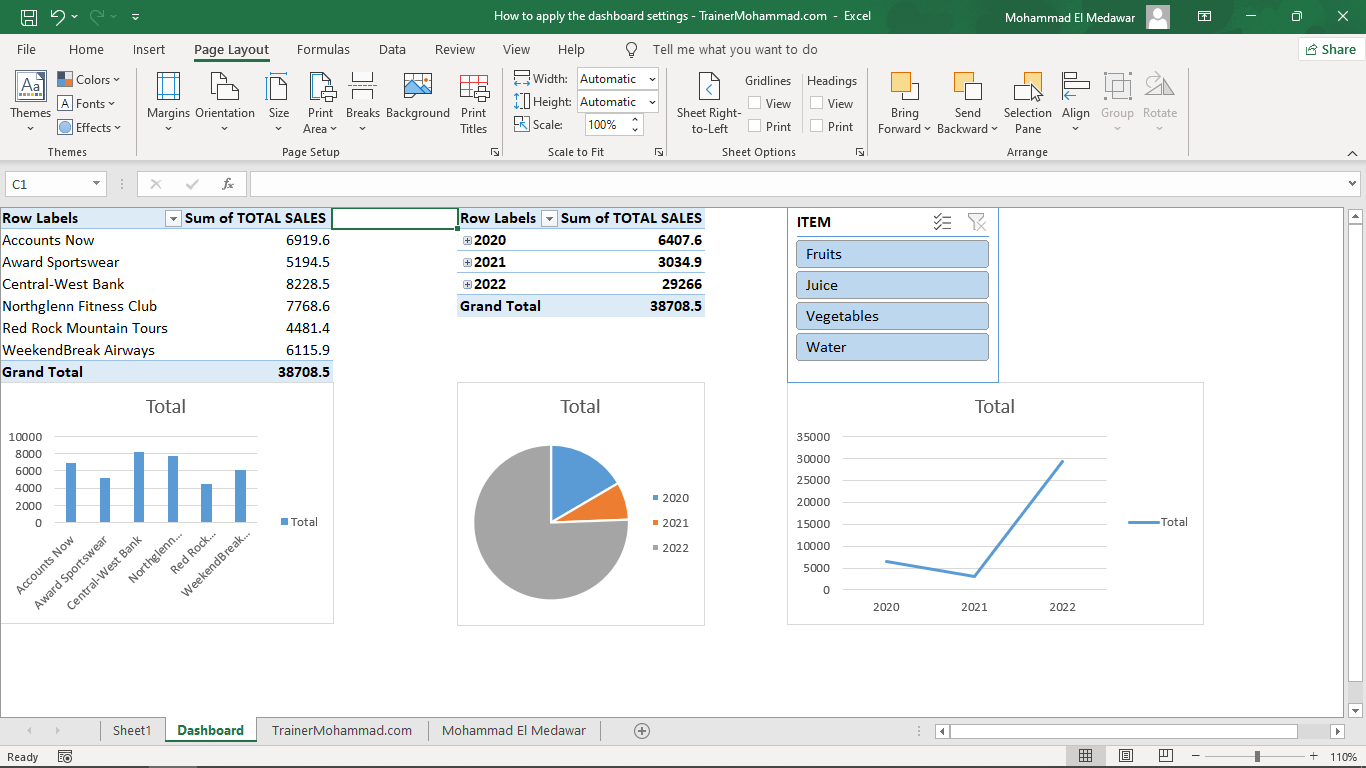 How to apply the dashboard settings - TrainerMohammad.com - Excel
Mohammad El Medawar
File Home Insert Page Layout Formulas Data Review View Help Tell me what you want to do
Share
Aa
Themes
Colors
A Fonts
Effects
Themes
Margins
Orientation
Size
Print Area
Breaks
Background
Print Titles
Page Setup
Width: Automatic
Height: Automatic
Scale: 100%
Scale to Fit
Sheet Right-to-Left
Gridlines
View
Print
Headings
View
Print
Sheet Options
Bring Forward
Send Backward
Selection Pane
Align
Group
Rotate
Arrange
C1
fx
Row Labels Sum of TOTAL SALES
Accounts Now 6919.6
Award Sportswear 5194.5
Central-West Bank 8228.5
Northglenn Fitness Club 7768.6
Red Rock Mountain Tours 4481.4
WeekendBreak Airways 6115.9
Grand Total 38708.5
Row Labels Sum of TOTAL SALES
2020 6407.6
2021 3034.9
2022 29266
Grand Total 38708.5
ITEM
Fruits
Juice
Vegetables
Water
Total
10000
8000
6000
4000
2000
0
Accounts Now
Award Sportswear
Central-West Bank
Northglenn...
Red Rock...
WeekendBreak...
Total
Total
2020
2021
2022
Total
35000
30000
25000
20000
15000
10000
5000
0
2020 2021 2022
Total
Sheet1 Dashboard TrainerMohammad.com Mohammad El Medawar
Ready
110%